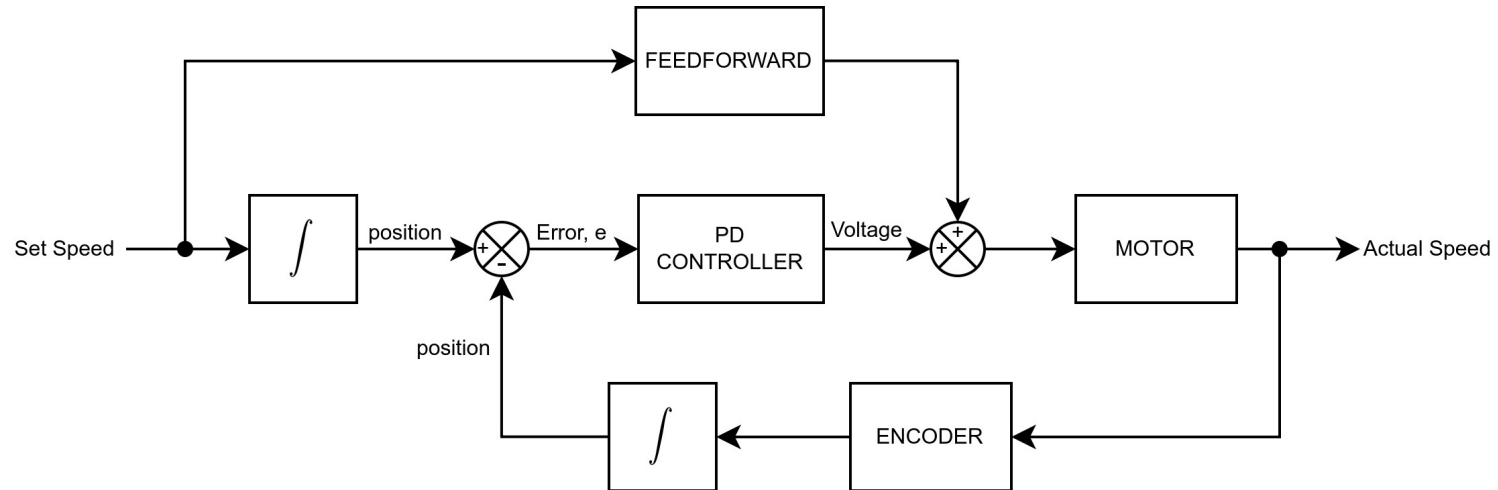 FEEDFORWARD
Set Speed
∫
position
+
-
Error, e
PD
CONTROLLER
Voltage
+
+
MOTOR
Actual Speed
position
∫
ENCODER